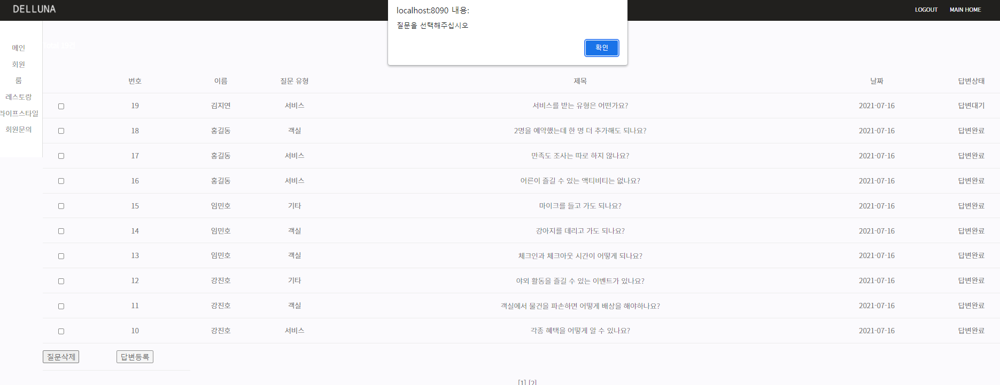 DELLUNA
LOGOUT MAIN HOME
localhost:8090 내용:
질문을 선택해주십시오
확인
메인
회원
룸
레스토랑
라이프스타일
회원문의
번호 이름 질문 유형 제목 날짜 답변상태
19 김지연 서비스 서비스를 받는 유형은 어떤가요? 2021-07-16 답변대기
18 홍길동 객실 2명을 예약했는데 한 명 더 추가해도 되나요? 2021-07-16 답변완료
17 홍길동 서비스 만족도 조사는 따로 하지 않나요? 2021-07-16 답변완료
16 홍길동 서비스 어른이 즐길 수 있는 액티비티는 없나요? 2021-07-16 답변완료
15 임민호 기타 마이크를 들고 가도 되나요? 2021-07-16 답변완료
14 임민호 객실 강아지를 데리고 가도 되나요? 2021-07-16 답변완료
13 임민호 객실 체크인과 체크아웃 시간이 어떻게 되나요? 2021-07-16 답변완료
12 강진호 기타 야외 활동을 즐길 수 있는 이벤트가 있나요? 2021-07-16 답변완료
11 강진호 객실 객실에서 물건을 파손하면 어떻게 배상을 해야하나요? 2021-07-16 답변완료
10 강진호 서비스 각종 혜택을 어떻게 알 수 있나요? 2021-07-16 답변완료
질문삭제 답변등록
[1] [2]